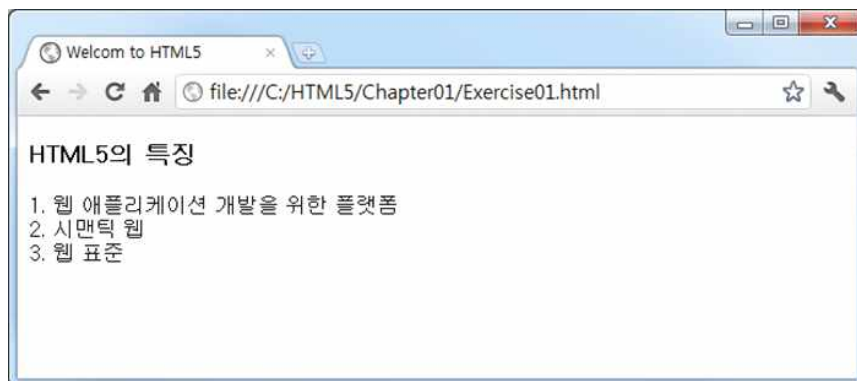 Welcom to HTML5
file:///C:/HTML5/Chapter01/Exercise01.html
HTML5의 특징
1. 웹 애플리케이션 개발을 위한 플랫폼
2. 시맨틱 웹
3. 웹 표준